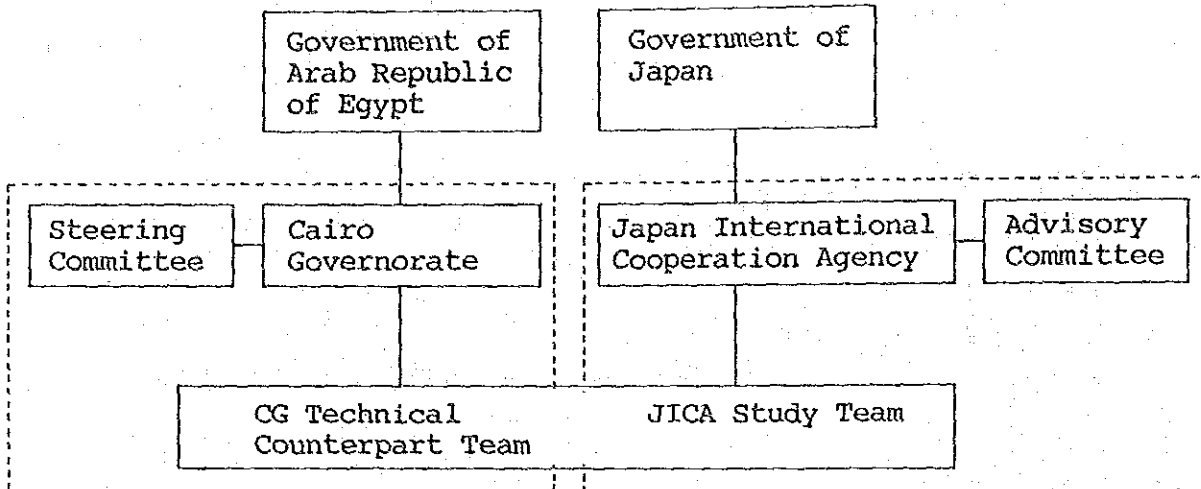 Government of
Arab Republic
of Egypt
Government of
Japan
Steering
Committee
Cairo
Governorate
Japan International
Cooperation Agency
Advisory
Committee
CG Technical
Counterpart Team
JICA Study Team